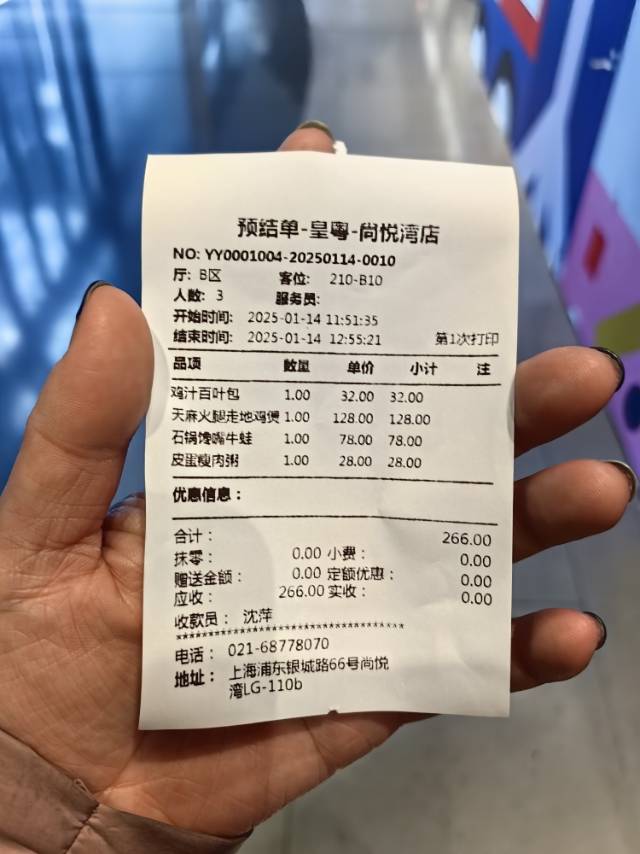 预结单-皇粤-尚悦湾店
NO: YY0001004-20250114-0010
厅: B区 客位: 210-B10
人数: 3 服务员:
开始时间: 2025-01-14 11:51:35
结束时间: 2025-01-14 12:55:21 第1次打印
品项 数量 单价 小计 注
鸡汁百叶包 1.00 32.00 32.00
天麻火腿走地鸡煲 1.00 128.00 128.00
石锅馋嘴牛蛙 1.00 78.00 78.00
皮蛋瘦肉粥 1.00 28.00 28.00
优惠信息：
合计： 266.00
抹零： 0.00 小费： 0.00
赠送金额： 0.00 定额优惠： 0.00
应收： 266.00 实收： 0.00
收款员： 沈萍
****************************************
电话： 021-68778070
地址： 上海浦东银城路66号尚悦
湾LG-110b